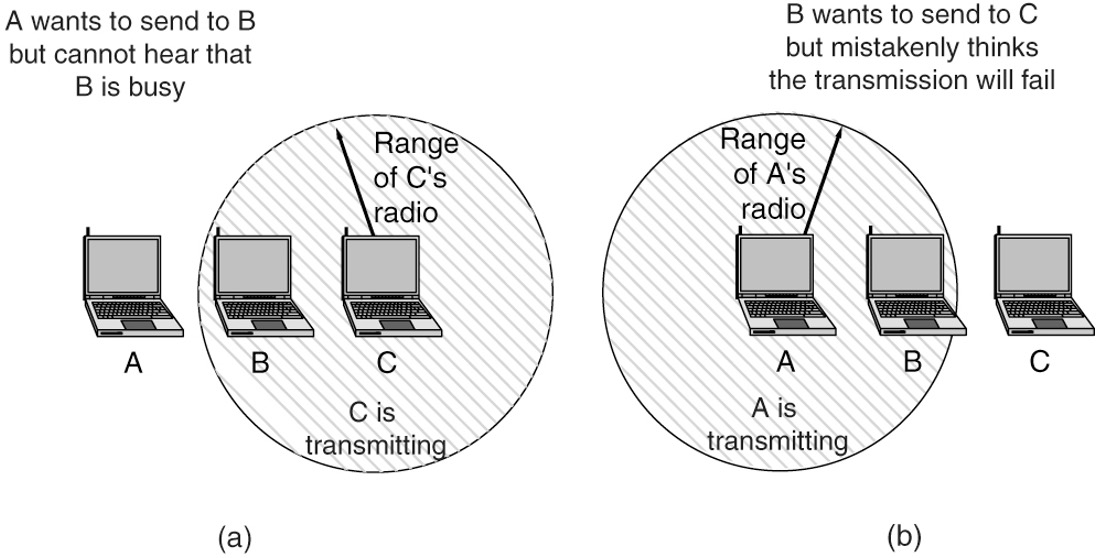 A wants to send to B
but cannot hear that
B is busy
Range
of C's
radio
A
B
C
C is
transmitting
(a)
B wants to send to C
but mistakenly thinks
the transmission will fail
Range
of A's
radio
A
B
C
A is
transmitting
(b)